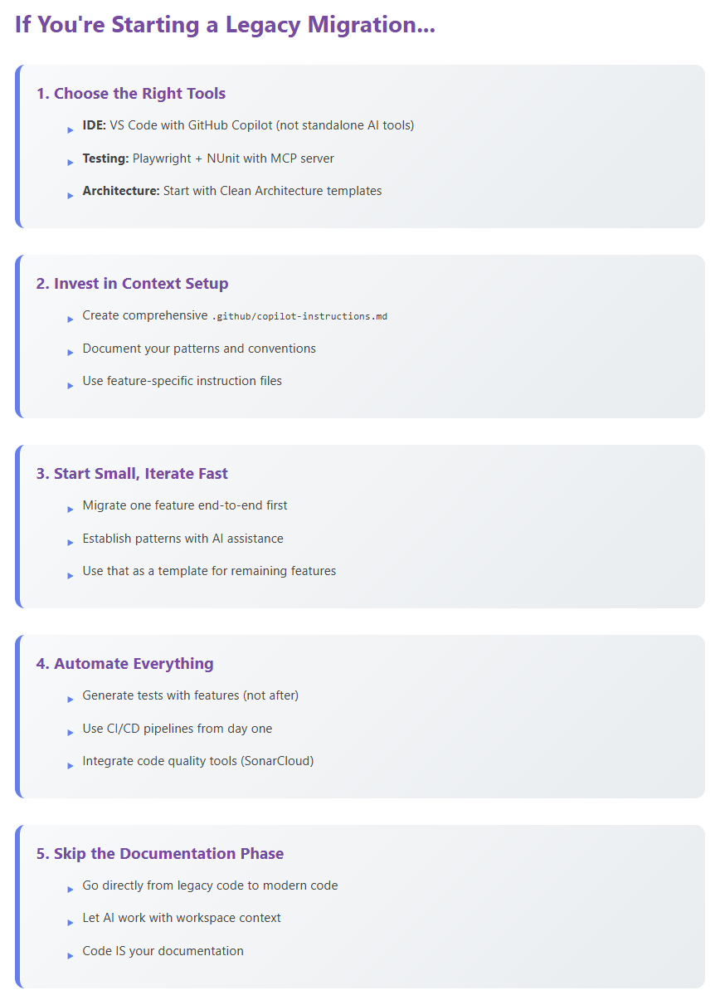 If You're Starting a Legacy Migration...
1. Choose the Right Tools
IDE: VS Code with GitHub Copilot (not standalone AI tools)
Testing: Playwright + NUnit with MCP server
Architecture: Start with Clean Architecture templates
2. Invest in Context Setup
Create comprehensive .github/copilot-instructions.md
Document your patterns and conventions
Use feature-specific instruction files
3. Start Small, Iterate Fast
Migrate one feature end-to-end first
Establish patterns with AI assistance
Use that as a template for remaining features
4. Automate Everything
Generate tests with features (not after)
Use CI/CD pipelines from day one
Integrate code quality tools (SonarCloud)
5. Skip the Documentation Phase
Go directly from legacy code to modern code
Let AI work with workspace context
Code IS your documentation